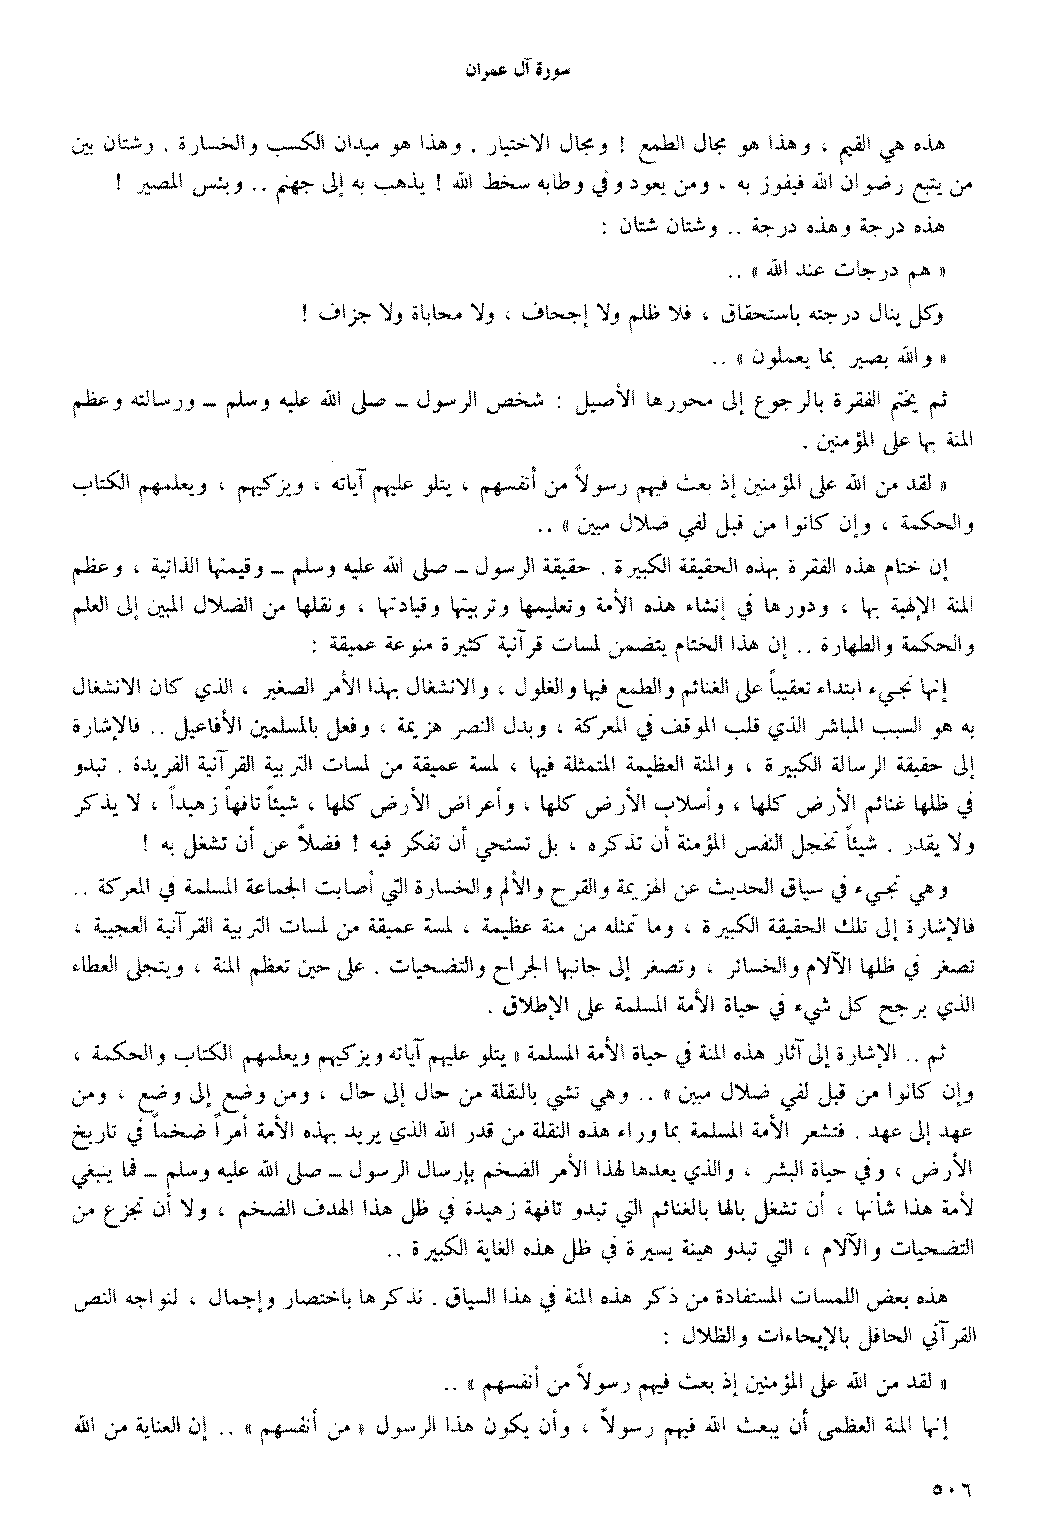 سورة آل عمران
هذه هي القيم ، وهذا هو مجال الطمع ! ومجال الاختيار . وهذا هو ميدان الكسب والخسارة . وشتان بين
من يتبع رضوان الله فيفوز به ، ومن يعود وفي وطابه سخط الله ! يذهب به إلى جهنم .. وبئس المصير !
هذه درجة وهذه درجة .. وشتان شتان :
« هم درجات عند الله » ..
وكل ينال درجته باستحقاق ، فلا ظلم ولا إجحاف ، ولا محاباة ولا جزاف !
« والله بصير بما يعملون » ..
ثم يختم الفقرة بالرجوع إلى محورها الأصيل : شخص الرسول ــ صلى الله عليه وسلم ــ ورسالته وعظم
المنة بها على المؤمنين .
« لقد من الله على المؤمنين إذ بعث فيهم رسولاً من أنفسهم ، يتلو عليهم آياته ، ويزكيهم ، ويعلمهم الكتاب
والحكمة ، وإن كانوا من قبل لفي ضلال مبين » ..
إن ختام هذه الفقرة بهذه الحقيقة الكبيرة . حقيقة الرسول ــ صلى الله عليه وسلم ــ وقيمتها الذاتية ، وعظم
المنة الإلهية بها ، ودورها في إنشاء هذه الأمة وتعليمها وتربيتها وقيادتها ، ونقلها من الضلال المبين إلى العلم
والحكمة والطهارة .. إن هذا الختام يتضمن لمسات قرآنية كثيرة منوعة عميقة :
إنها تجيء ابتداء تعقيباً على الغنائم والطمع فيها والغلول ، والانشغال بهذا الأمر الصغير ، الذي كان الانشغال
به هو السبب المباشر الذي قلب الموقف في المعركة ، وبدل النصر هزيمة ، وفعل بالمسلمين الأفاعيل .. فالإشارة
إلى حقيقة الرسالة الكبيرة ، والمنة العظيمة المتمثلة فيها ، لمسة عميقة من لمسات التربية القرآنية الفريدة . تبدو
في ظلها غنائم الأرض كلها ، وأسلاب الأرض كلها ، وأعراض الأرض كلها ، شيئاً تافهاً زهيداً ، لا يذكر
ولا يقدر . شيئاً تخجل النفس المؤمنة أن تذكره ، بل تستحي أن تفكر فيه ! فضلاً عن أن تشغل به !
وهي تجيء في سياق الحديث عن الهزيمة والقرح والألم والخسارة التي أصابت الجماعة المسلمة في المعركة ..
فالإشارة إلى تلك الحقيقة الكبيرة ، وما تمثله من منة عظيمة ، لمسة عميقة من لمسات التربية القرآنية العجيبة ،
تصغر في ظلها الآلام والخسائر ، وتصغر إلى جانبها الجراح والتضحيات . على حين تعظم المنة ، ويتجلى العطاء
الذي يرجح كل شيء في حياة الأمة المسلمة على الإطلاق .
ثم .. الإشارة إلى آثار هذه المنة في حياة الأمة المسلمة « يتلو عليهم آياته ويزكيهم ويعلمهم الكتاب والحكمة ،
وإن كانوا من قبل لفي ضلال مبين » .. وهي تشي بالنقلة من حال إلى حال ، ومن وضع إلى وضع ، ومن
عهد إلى عهد . فتشعر الأمة المسلمة بما وراء هذه النقلة من قدر الله الذي يريد بهذه الأمة أمراً ضخماً في تاريخ
الأرض ، وفي حياة البشر ، والذي يعدها لهذا الأمر الضخم بإرسال الرسول ــ صلى الله عليه وسلم ــ فما ينبغي
لأمة هذا شأنها ، أن تشغل بالها بالغنائم التي تبدو تافهة زهيدة في ظل هذا الهدف الضخم ، ولا أن تجزع من
التضحيات والآلام ، التي تبدو هينة يسيرة في ظل هذه الغاية الكبيرة ..
هذه بعض اللمسات المستفادة من ذكر هذه المنة في هذا السياق . نذكرها باختصار وإجمال ، لنواجه النص
القرآني الحافل بالإيحاءات والظلال :
« لقد من الله على المؤمنين إذ بعث فيهم رسولاً من أنفسهم » ..
إنها المنة العظمى أن يبعث الله فيهم رسولاً ، وأن يكون هذا الرسول « من أنفسهم » .. إن العناية من الله
٥٠٦